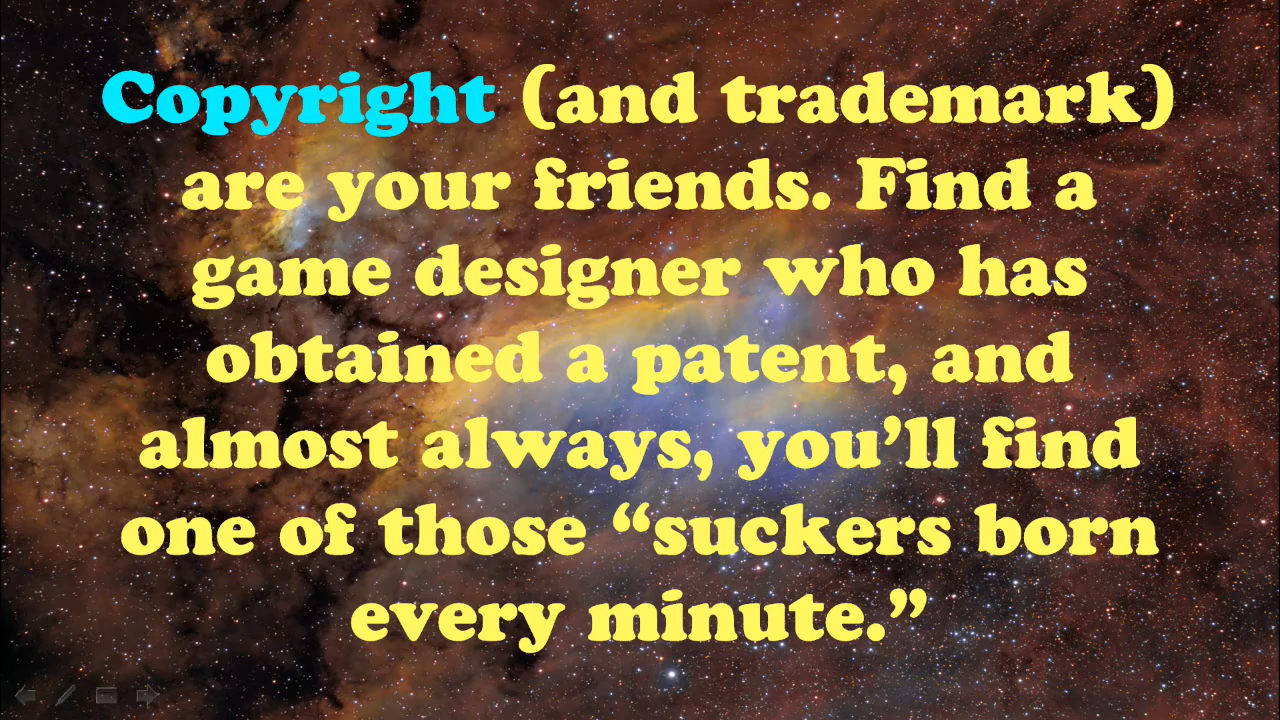 Copyright (and trademark)
are your friends. Find a
game designer who has
obtained a patent, and
almost always, you’ll find
one of those “suckers born
every minute.”